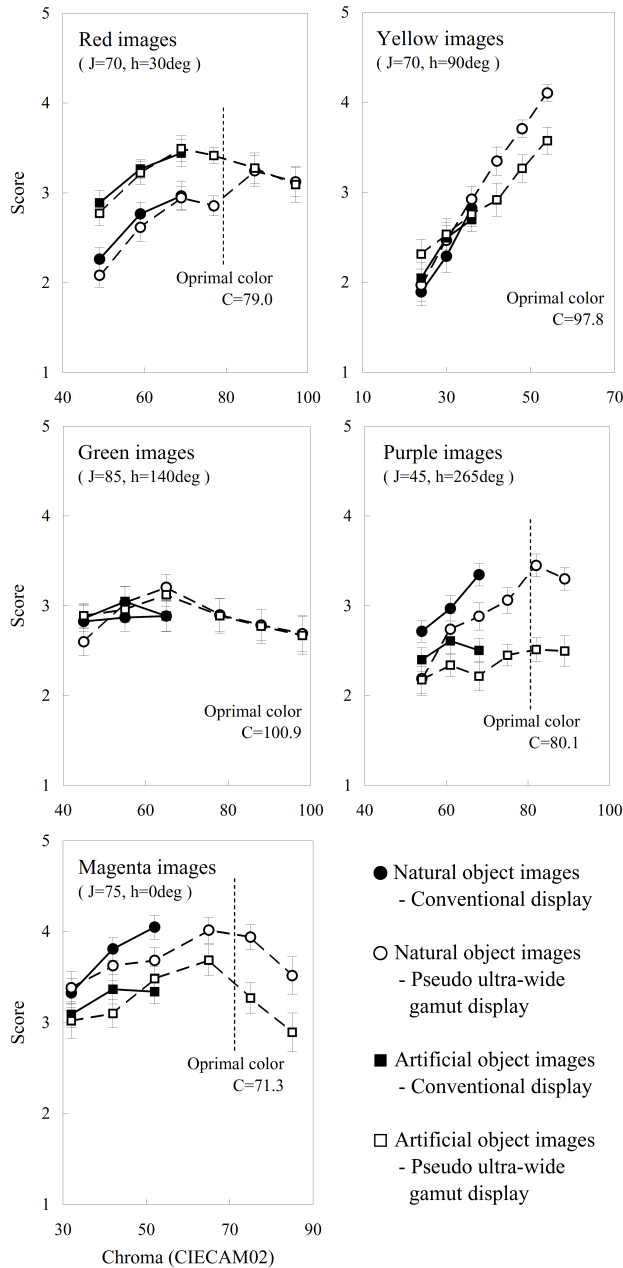 Red images
( J=70, h=30deg )
5
4
3
2
1
Score
Oprimal color
C=79.0
40
60
80
100
Yellow images
( J=70, h=90deg )
5
4
3
2
1
Oprimal color
C=97.8
10
30
50
70
Green images
( J=85, h=140deg )
5
4
3
2
1
Oprimal color
C=100.9
40
60
80
100
Purple images
( J=45, h=265deg )
5
4
3
2
1
Oprimal color
C=80.1
40
60
80
100
Magenta images
( J=75, h=0deg )
5
4
3
2
1
Score
Oprimal color
C=71.3
30
50
70
90
Chroma (CIECAM02)
Natural object images
- Conventional display
Natural object images
- Pseudo ultra-wide
gamut display
Artificial object images
- Conventional display
Artificial object images
- Pseudo ultra-wide
gamut display